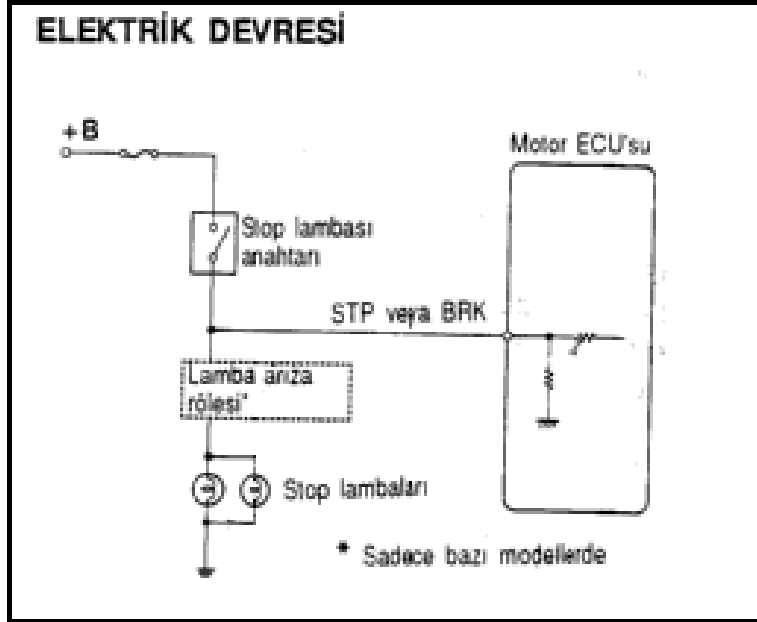 ELEKTRİK DEVRESİ
+B
Motor ECU'su
Stop lambası
anahtarı
STP veya BRK
Lamba arıza
rölesi*
Stop lambaları
* Sadece bazı modellerde